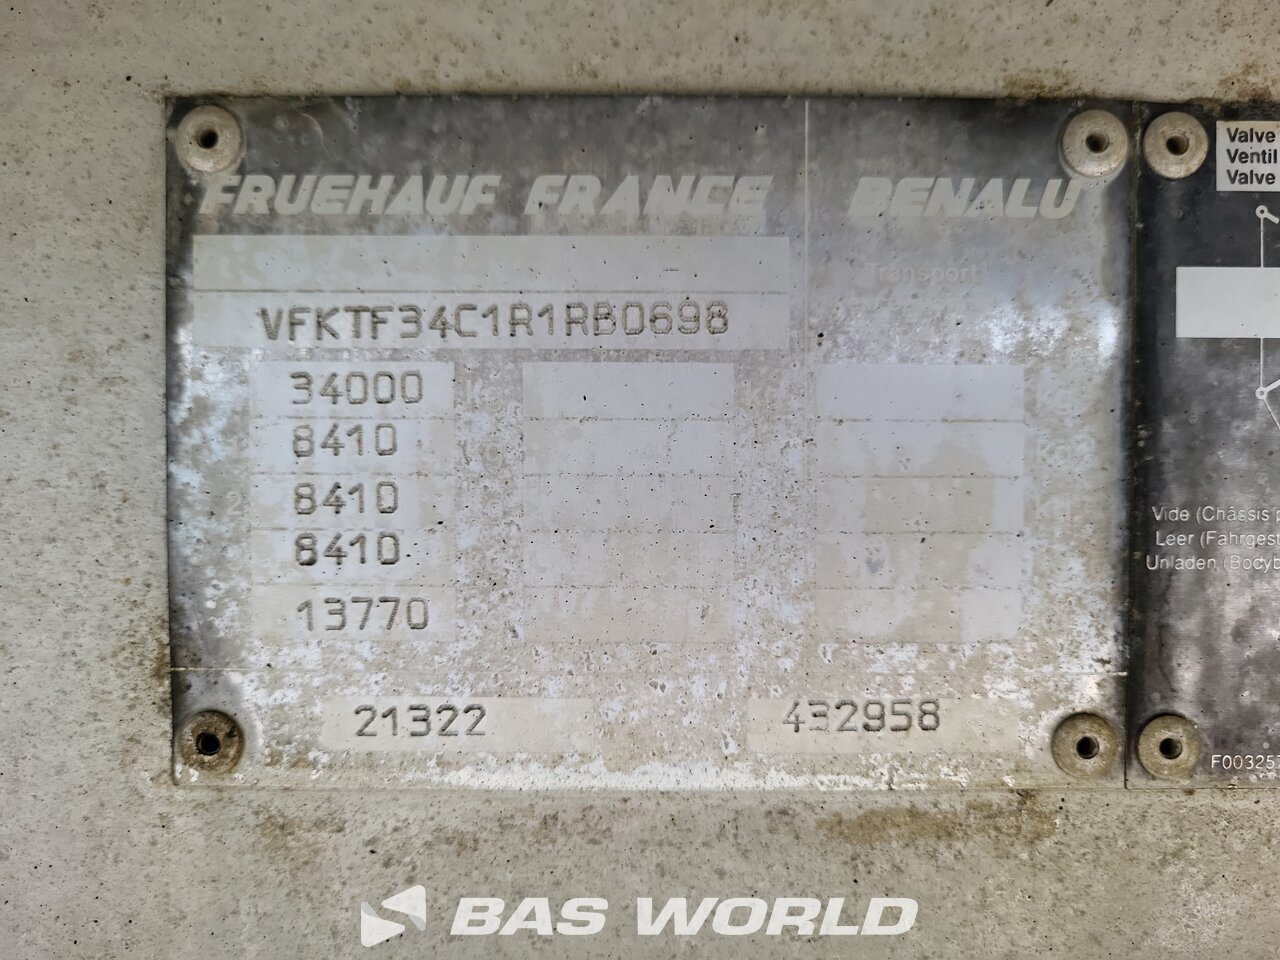 FRUEHAUF FRANCE BENALU
Transport
VFKTF34C1R1RB0698
34000
8410
8410
8410
13770
21322 432958
Valve
Ventil
Valve
Vide (Châssis
Leer (Fahrgest
Unladen (Bodyb
F003257
BAS WORLD